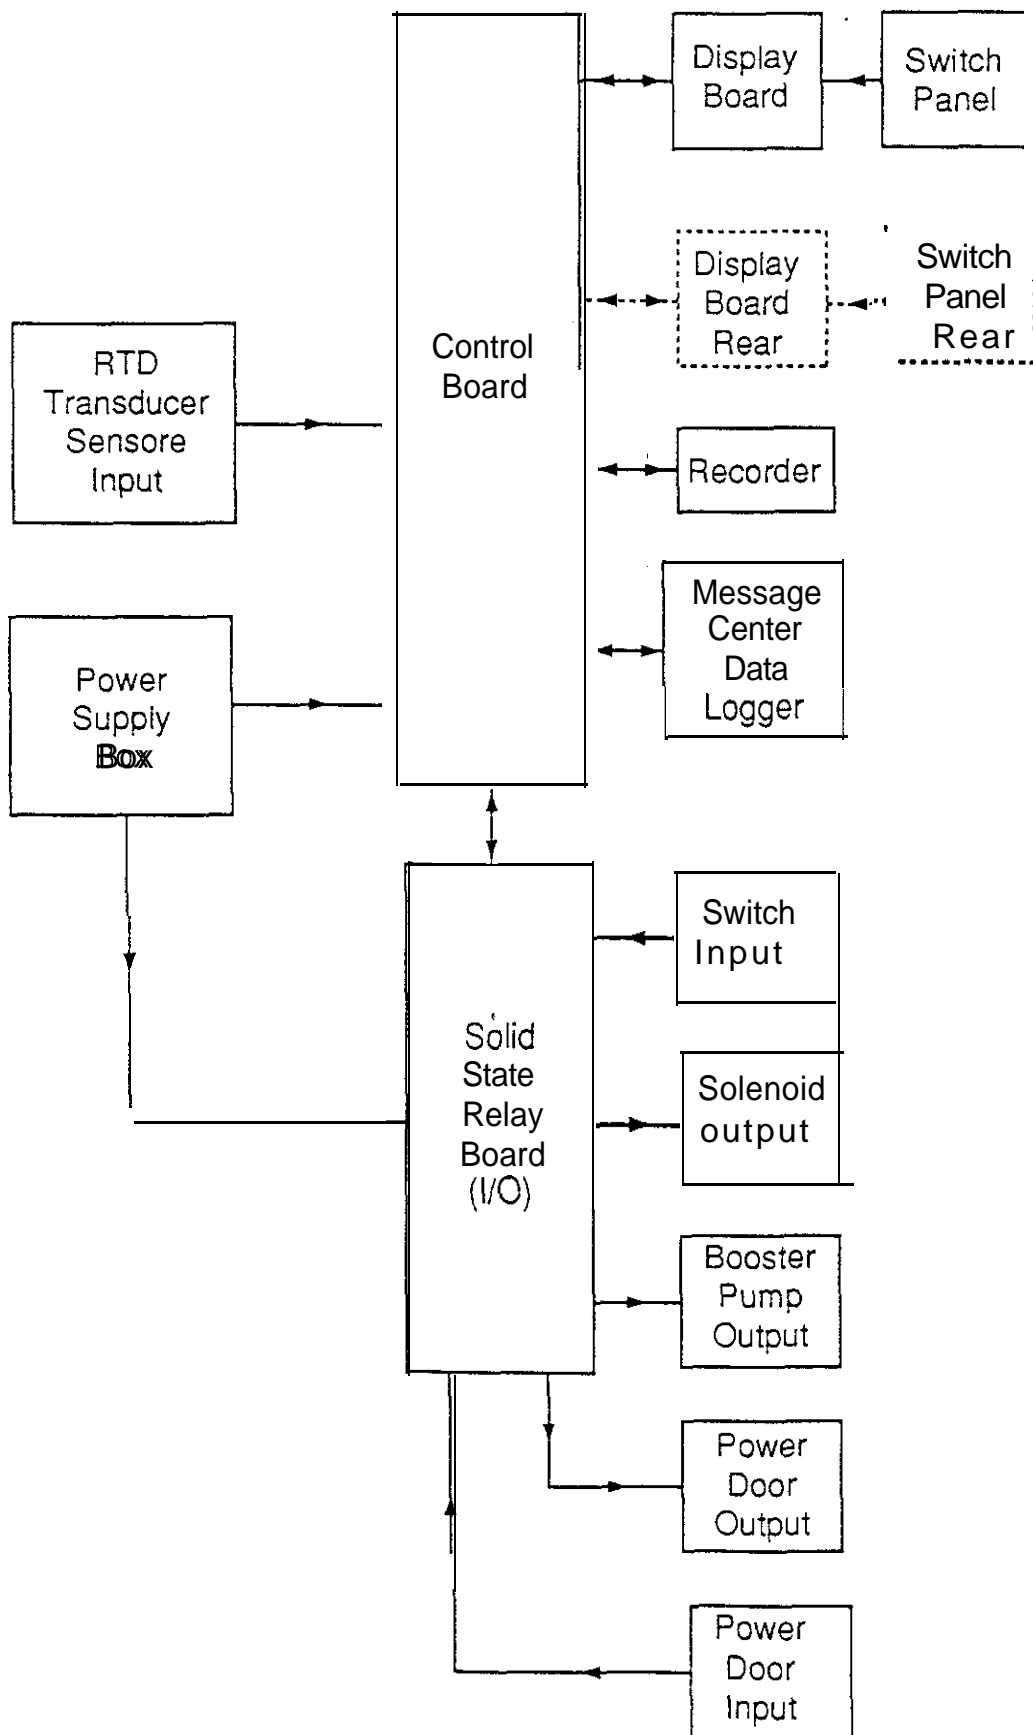 Display
Board
Switch
Panel
Display
Board
Rear
Switch
Panel
Rear
Control
Board
RTD
Transducer
Sensore
Input
Recorder
Message
Center
Data
Logger
Power
Supply
Box
Switch
Input
Solid
State
Relay
Board
(I/O)
Solenoid
output
Booster
Pump
Output
Power
Door
Output
Power
Door
Input